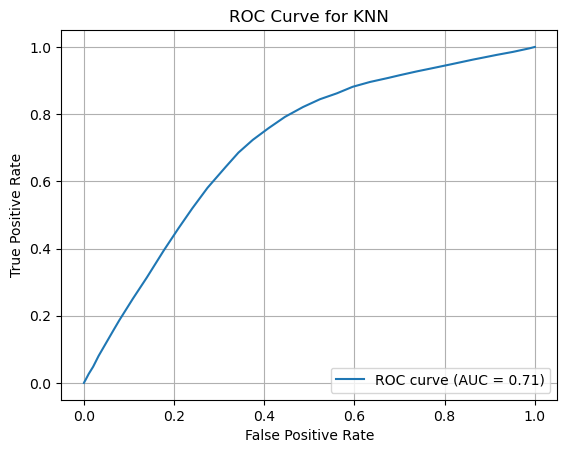 ROC Curve for KNN
True Positive Rate
1.0
0.8
0.6
0.4
0.2
0.0
ROC curve (AUC = 0.71)
0.0 0.2 0.4 0.6 0.8 1.0
False Positive Rate